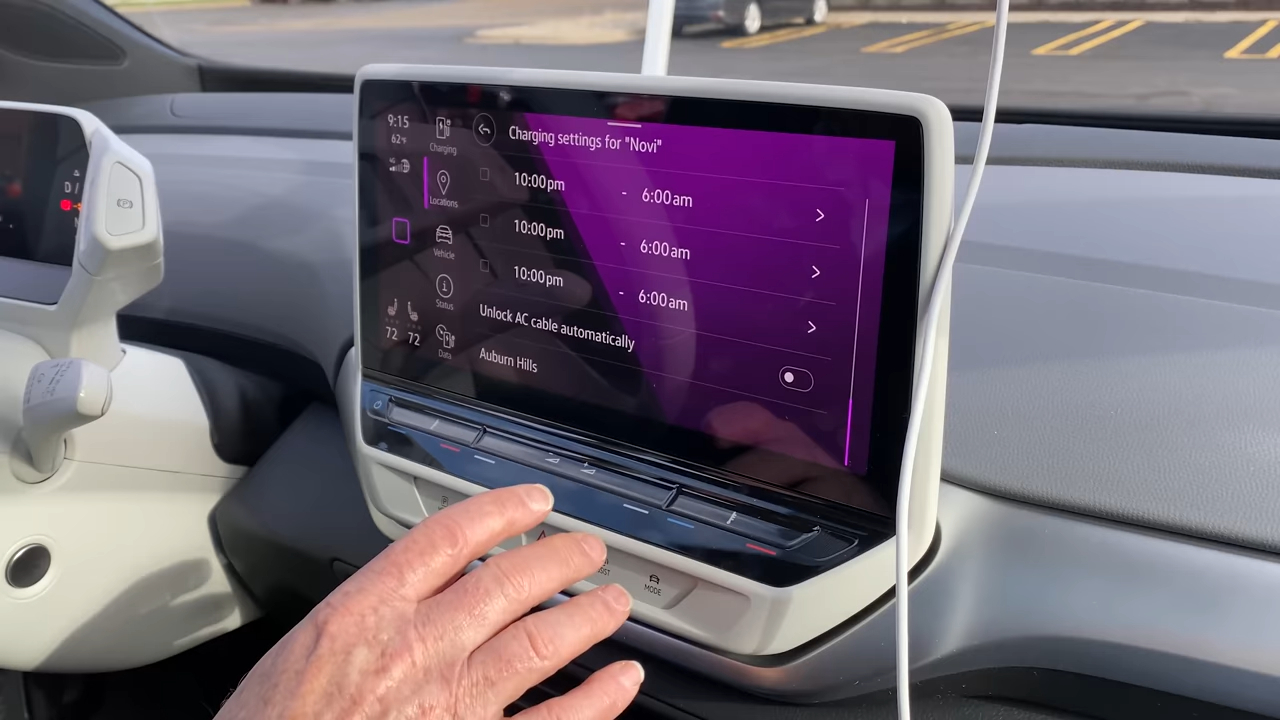 9:15
62°F
4G
Charging
Locations
Vehicle
Status
Data
72 72
Charging settings for "Novi"
10:00pm - 6:00am
10:00pm - 6:00am
10:00pm - 6:00am
Unlock AC cable automatically
Auburn Hills
MODE
D /